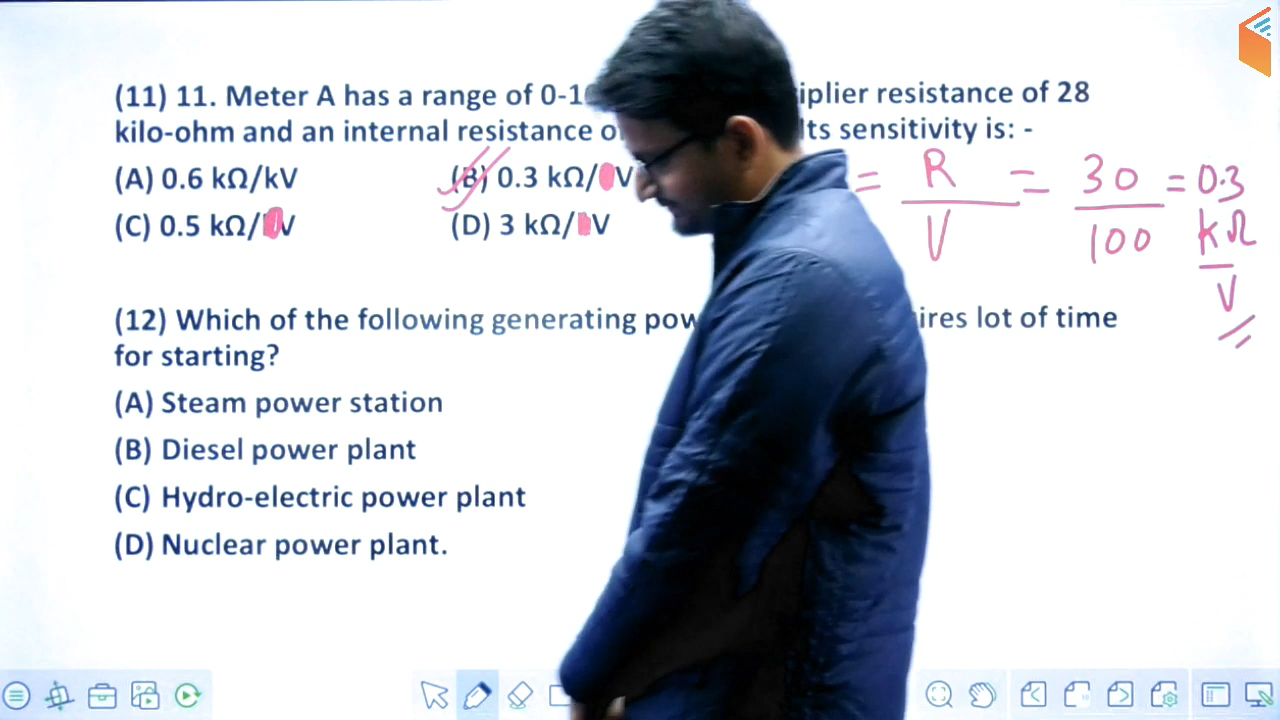 (11) 11. Meter A has a range of 0-1 iplier resistance of 28
kilo-ohm and an internal resistance o Its sensitivity is: -
(A) 0.6 kΩ/kV (B) 0.3 kΩ/ V
(C) 0.5 kΩ/ V (D) 3 kΩ/ V
= R/V = 30/100 = 0.3 kΩ/V
(12) Which of the following generating pow ires lot of time
for starting?
(A) Steam power station
(B) Diesel power plant
(C) Hydro-electric power plant
(D) Nuclear power plant.